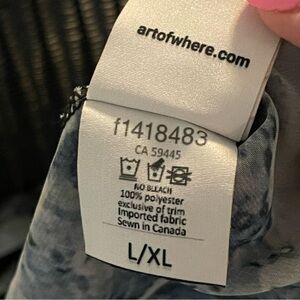 artofwhere.com
f1418483
CA 59445
NO BLEACH
100% polyester
exclusive of trim
Imported fabric
Sewn in Canada
L/XL